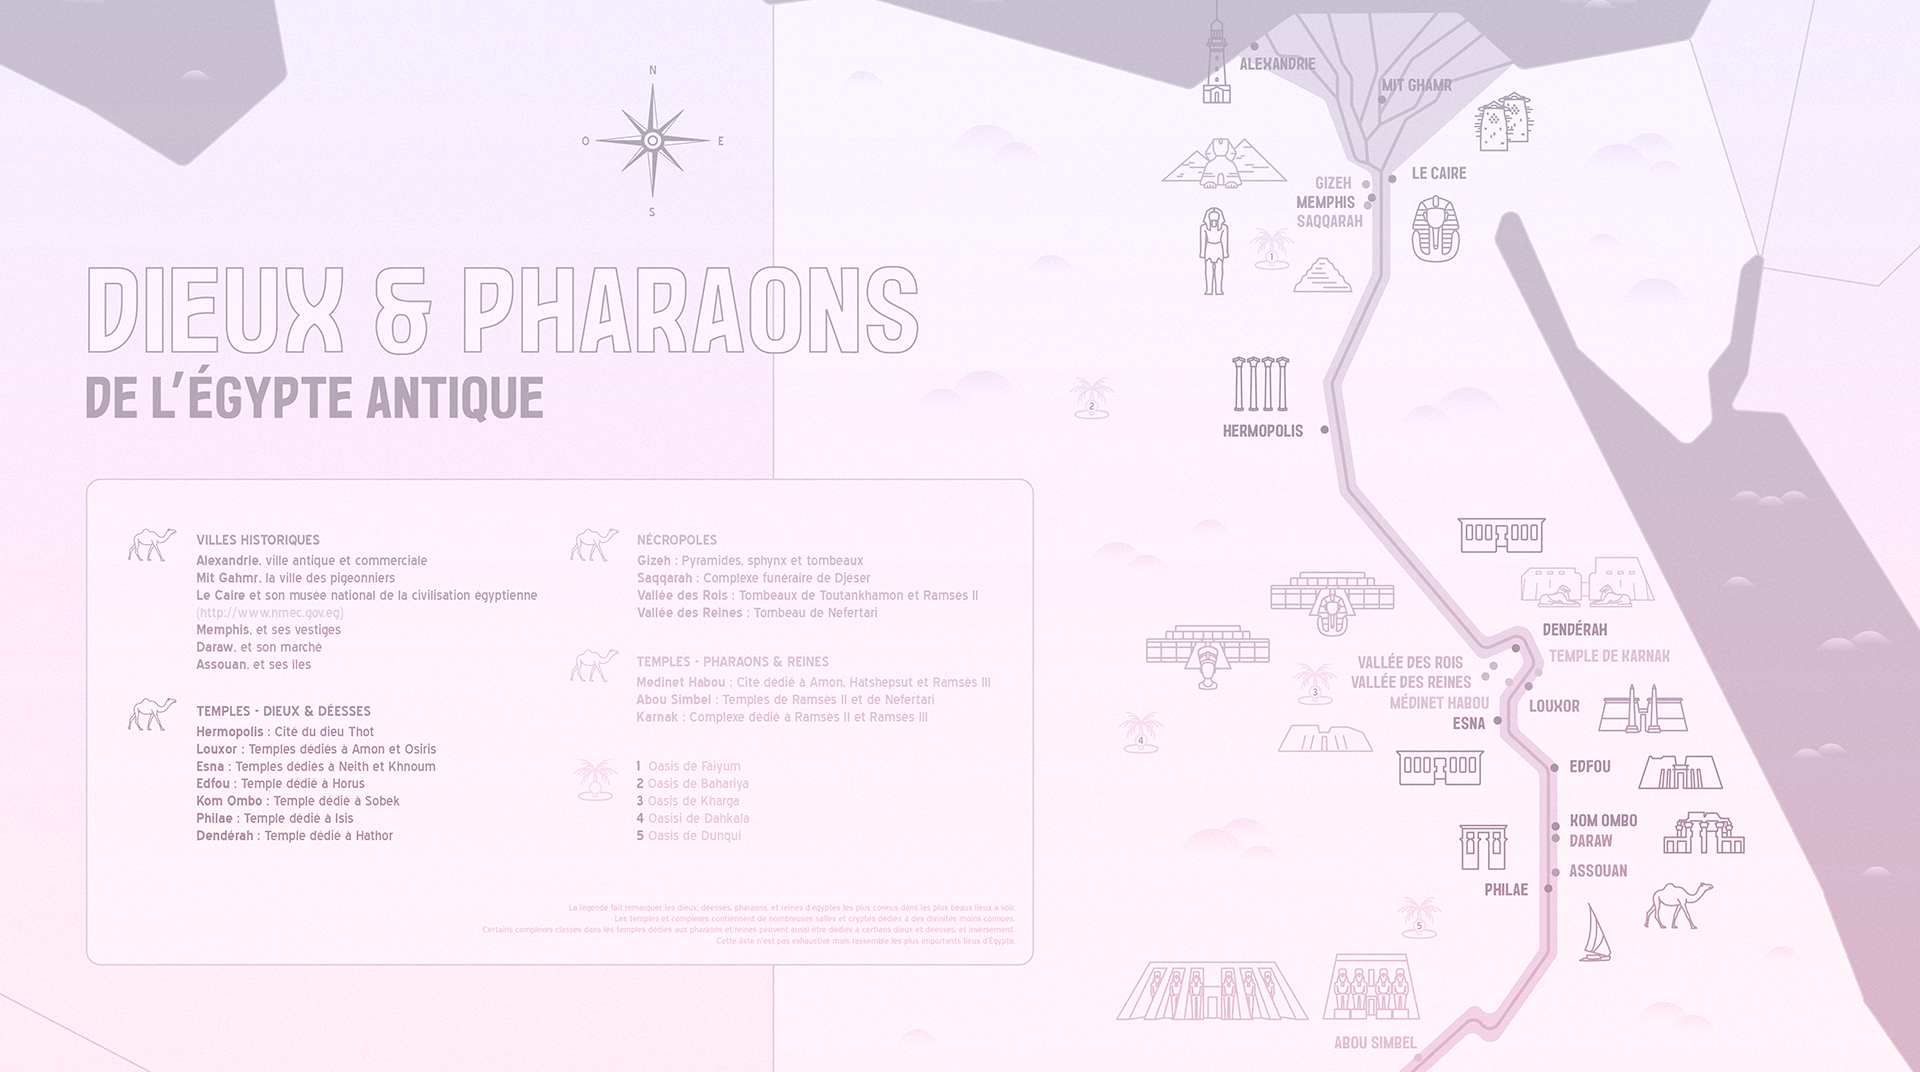 N
O
E
S
DIEUX & PHARAONS
DE L'ÉGYPTE ANTIQUE
VILLES HISTORIQUES
Alexandrie, ville antique et commerciale
Mit Gahmr, la ville des pigeonniers
Le Caire et son musée national de la civilisation égyptienne
(http://www.nmec.gov.eg)
Memphis, et ses vestiges
Daraw, et son marché
Assouan, et ses îles
TEMPLES - DIEUX & DÉESSES
Hermopolis : Cité du dieu Thot
Louxor : Temples dédiés à Amon et Osiris
Esna : Temples dédiés à Neith et Khnoum
Edfou : Temple dédié à Horus
Kom Ombo : Temple dédié à Sobek
Philae : Temple dédié à Isis
Dendérah : Temple dédié à Hathor
NÉCROPOLES
Gizeh : Pyramides, sphynx et tombeaux
Saqqarah : Complexe funéraire de Djéser
Vallée des Rois : Tombeaux de Toutankhamon et Ramsès II
Vallée des Reines : Tombeau de Nefertari
TEMPLES - PHARAONS & REINES
Medinet Habou : Cité dédié à Amon, Hatshepsut et Ramsès III
Abou Simbel : Temples de Ramsès II et de Nefertari
Karnak : Complexe dédié à Ramsès II et Ramsès III
1 Oasis de Faiyum
2 Oasis de Bahariya
3 Oasis de Kharga
4 Oasisi de Dahkala
5 Oasis de Dunqui
La légende fait remarquer les dieux, déesses, pharaons, et reines d'égyptes les plus connus dans les plus beaux lieux à voir.
Les temples et complexes contiennent de nombreuses salles et cryptes dédiés à des divinités moins connues.
Certains complexes classés dans les temples dédiés aux pharaons et reines peuvent aussi être dédiés à certians dieux et déesses, et inversement.
Cette liste n'est pas exhaustive mais rassemble les plus importants lieux d'Égypte.
ALEXANDRIE
MIT GHAMR
LE CAIRE
GIZEH
MEMPHIS
SAQQARAH
1
2
HERMOPOLIS
DENDÉRAH
TEMPLE DE KARNAK
VALLÉE DES ROIS
VALLÉE DES REINES
MÉDINET HABOU
3
LOUXOR
ESNA
4
EDFOU
KOM OMBO
DARAW
ASSOUAN
PHILAE
5
ABOU SIMBEL